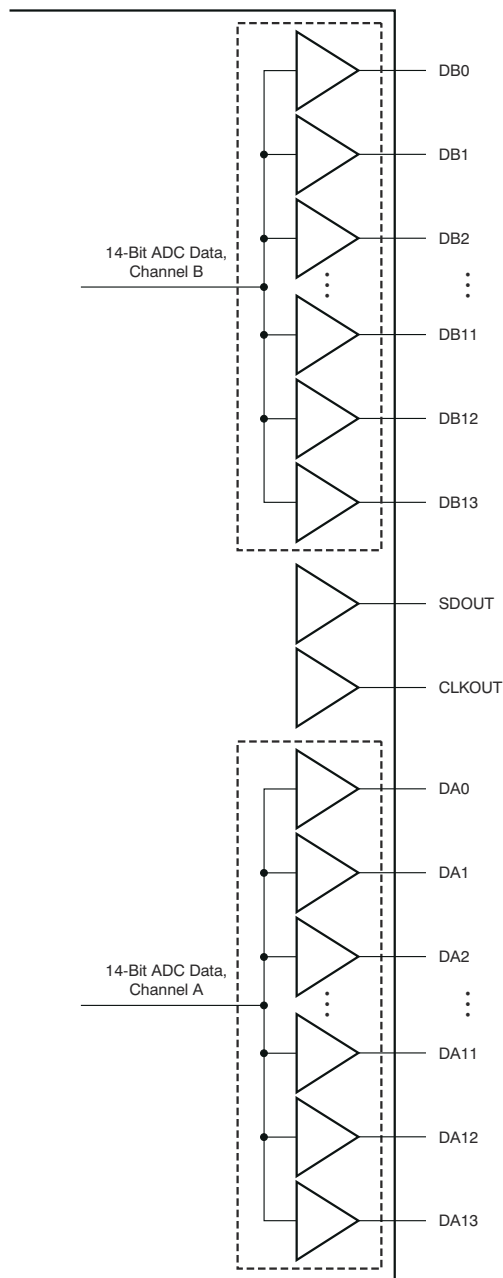 DB0
DB1
DB2
14-Bit ADC Data,
Channel B
DB11
DB12
DB13
SDOUT
CLKOUT
DA0
DA1
DA2
14-Bit ADC Data,
Channel A
DA11
DA12
DA13